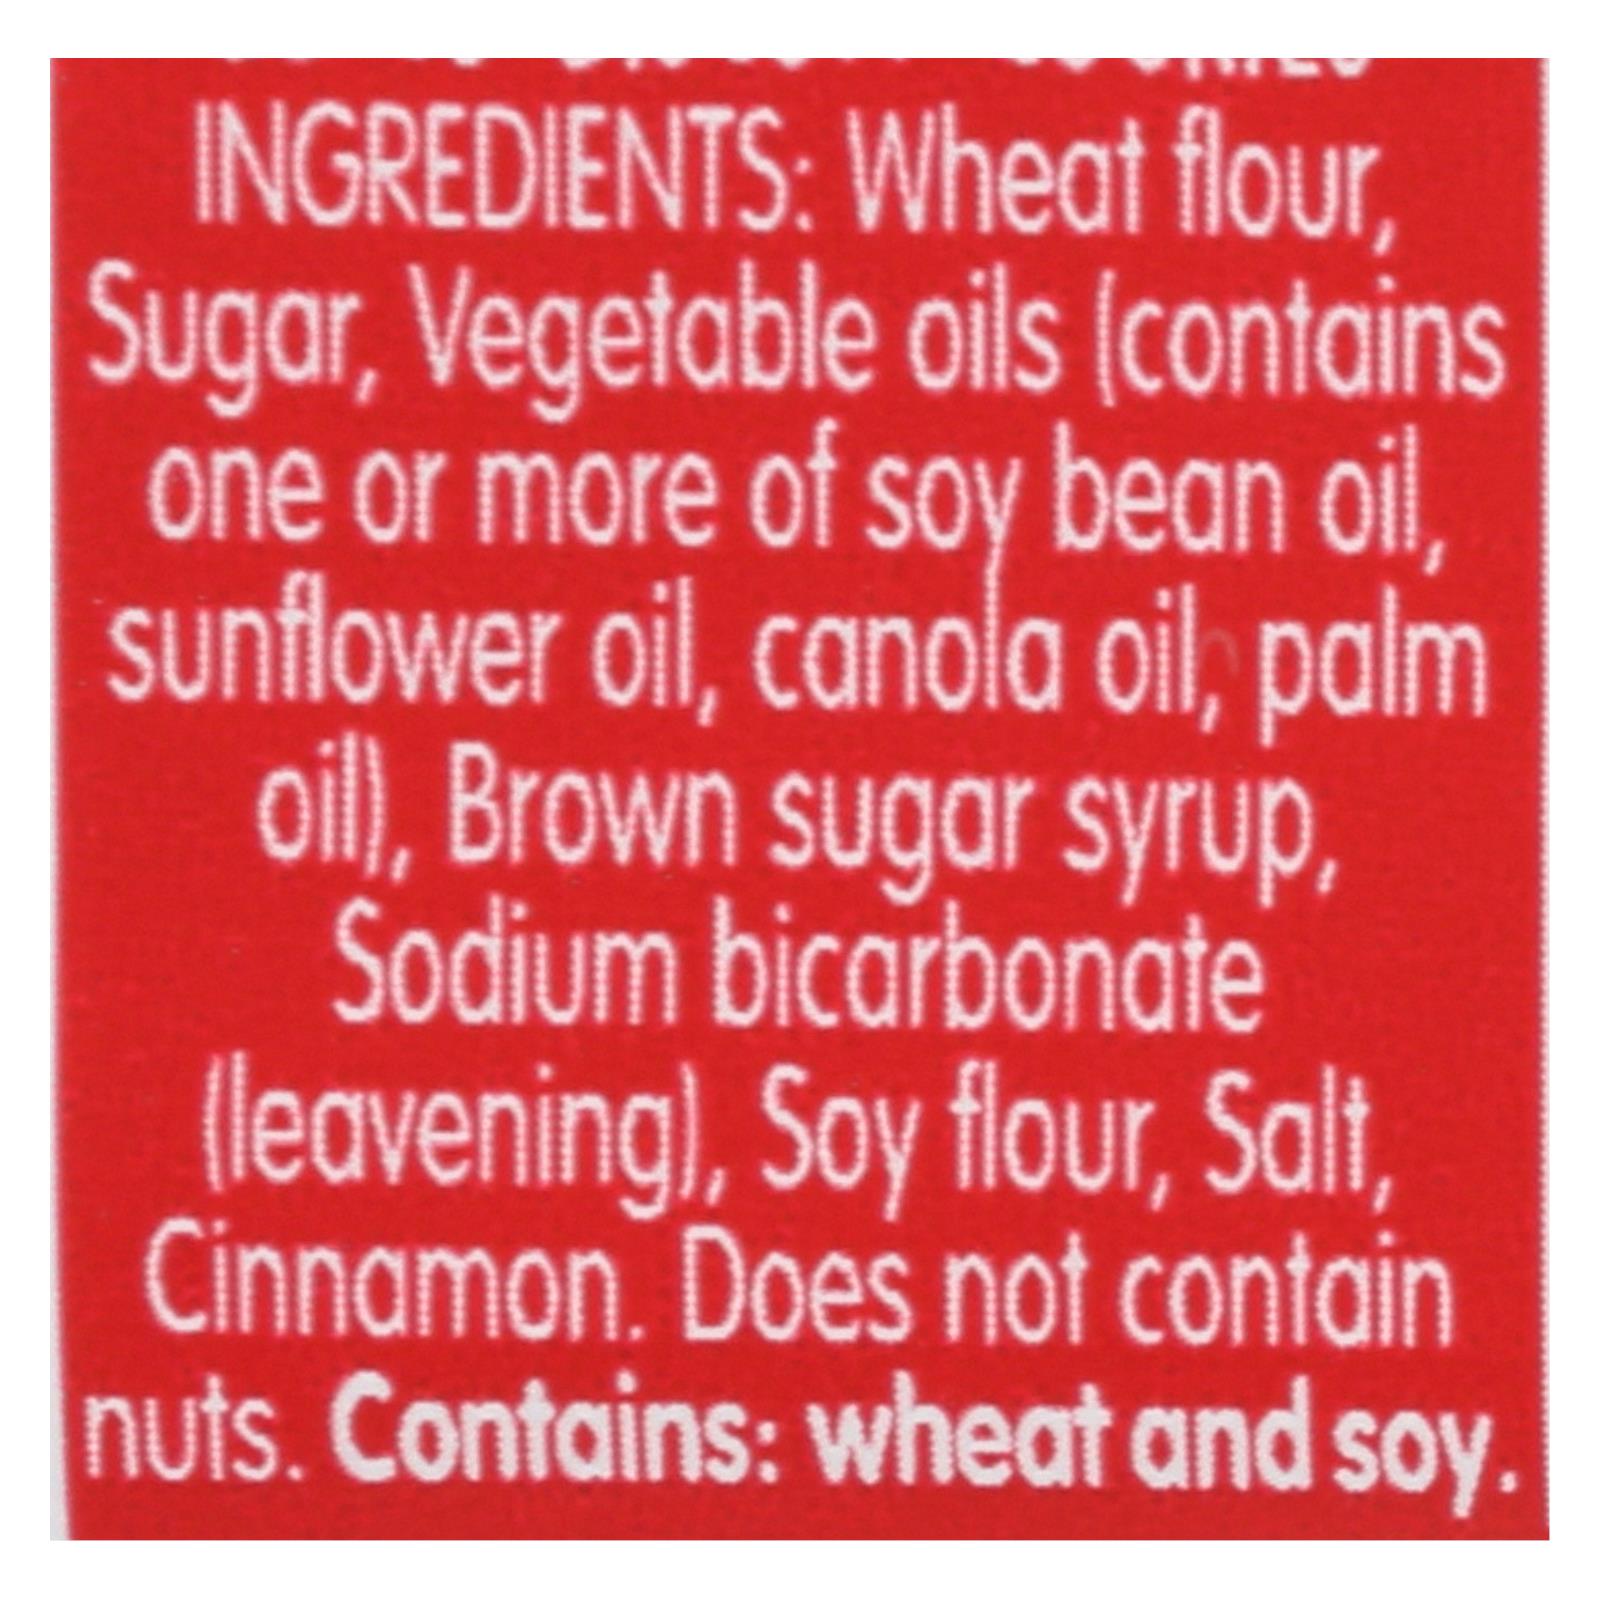 INGREDIENTS: Wheat flour,
Sugar, Vegetable oils (contains
one or more of soy bean oil,
sunflower oil, canola oil, palm
oil), Brown sugar syrup,
Sodium bicarbonate
(leavening), Soy flour, Salt,
Cinnamon. Does not contain
nuts. Contains: wheat and soy.